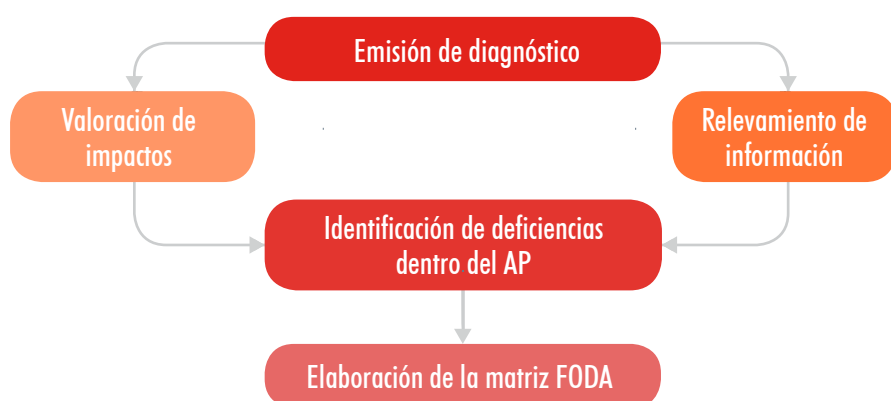 Emisión de diagnóstico
Valoración de
impactos
Relevamiento de
información
Identificación de deficiencias
dentro del AP
Elaboración de la matriz FODA